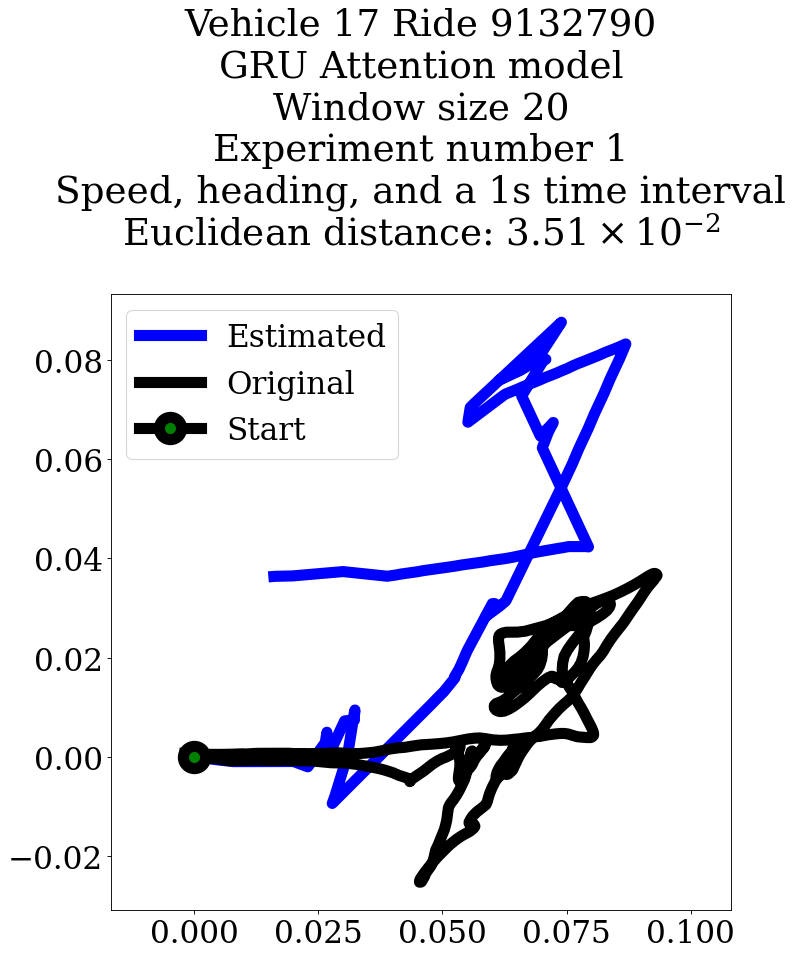 Vehicle 17 Ride 9132790
GRU Attention model
Window size 20
Experiment number 1
Speed, heading, and a 1s time interval
Euclidean distance: 3.51 × 10⁻²
Estimated
Original
Start
0.08
0.06
0.04
0.02
0.00
−0.02
0.000 0.025 0.050 0.075 0.100